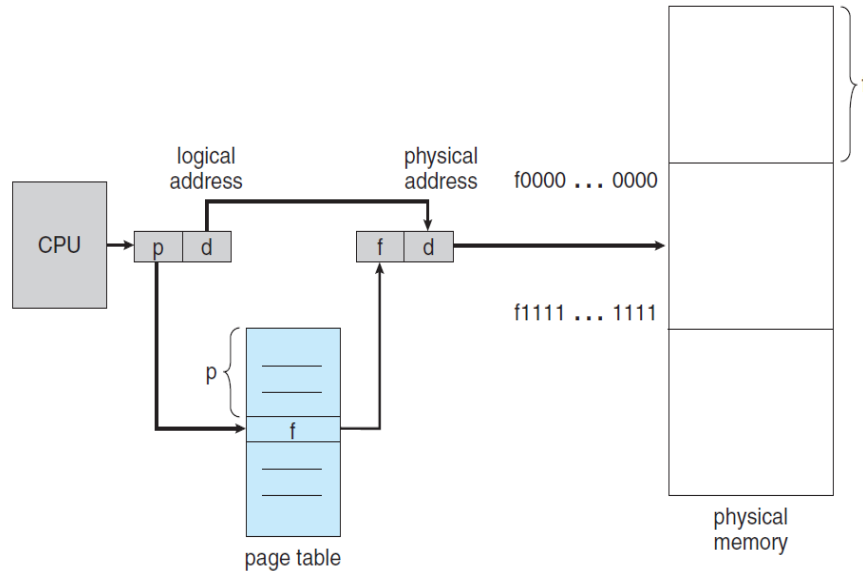 logical
address
physical
address
f0000 ... 0000
CPU
p d
f d
f1111 ... 1111
p
f
page table
physical
memory